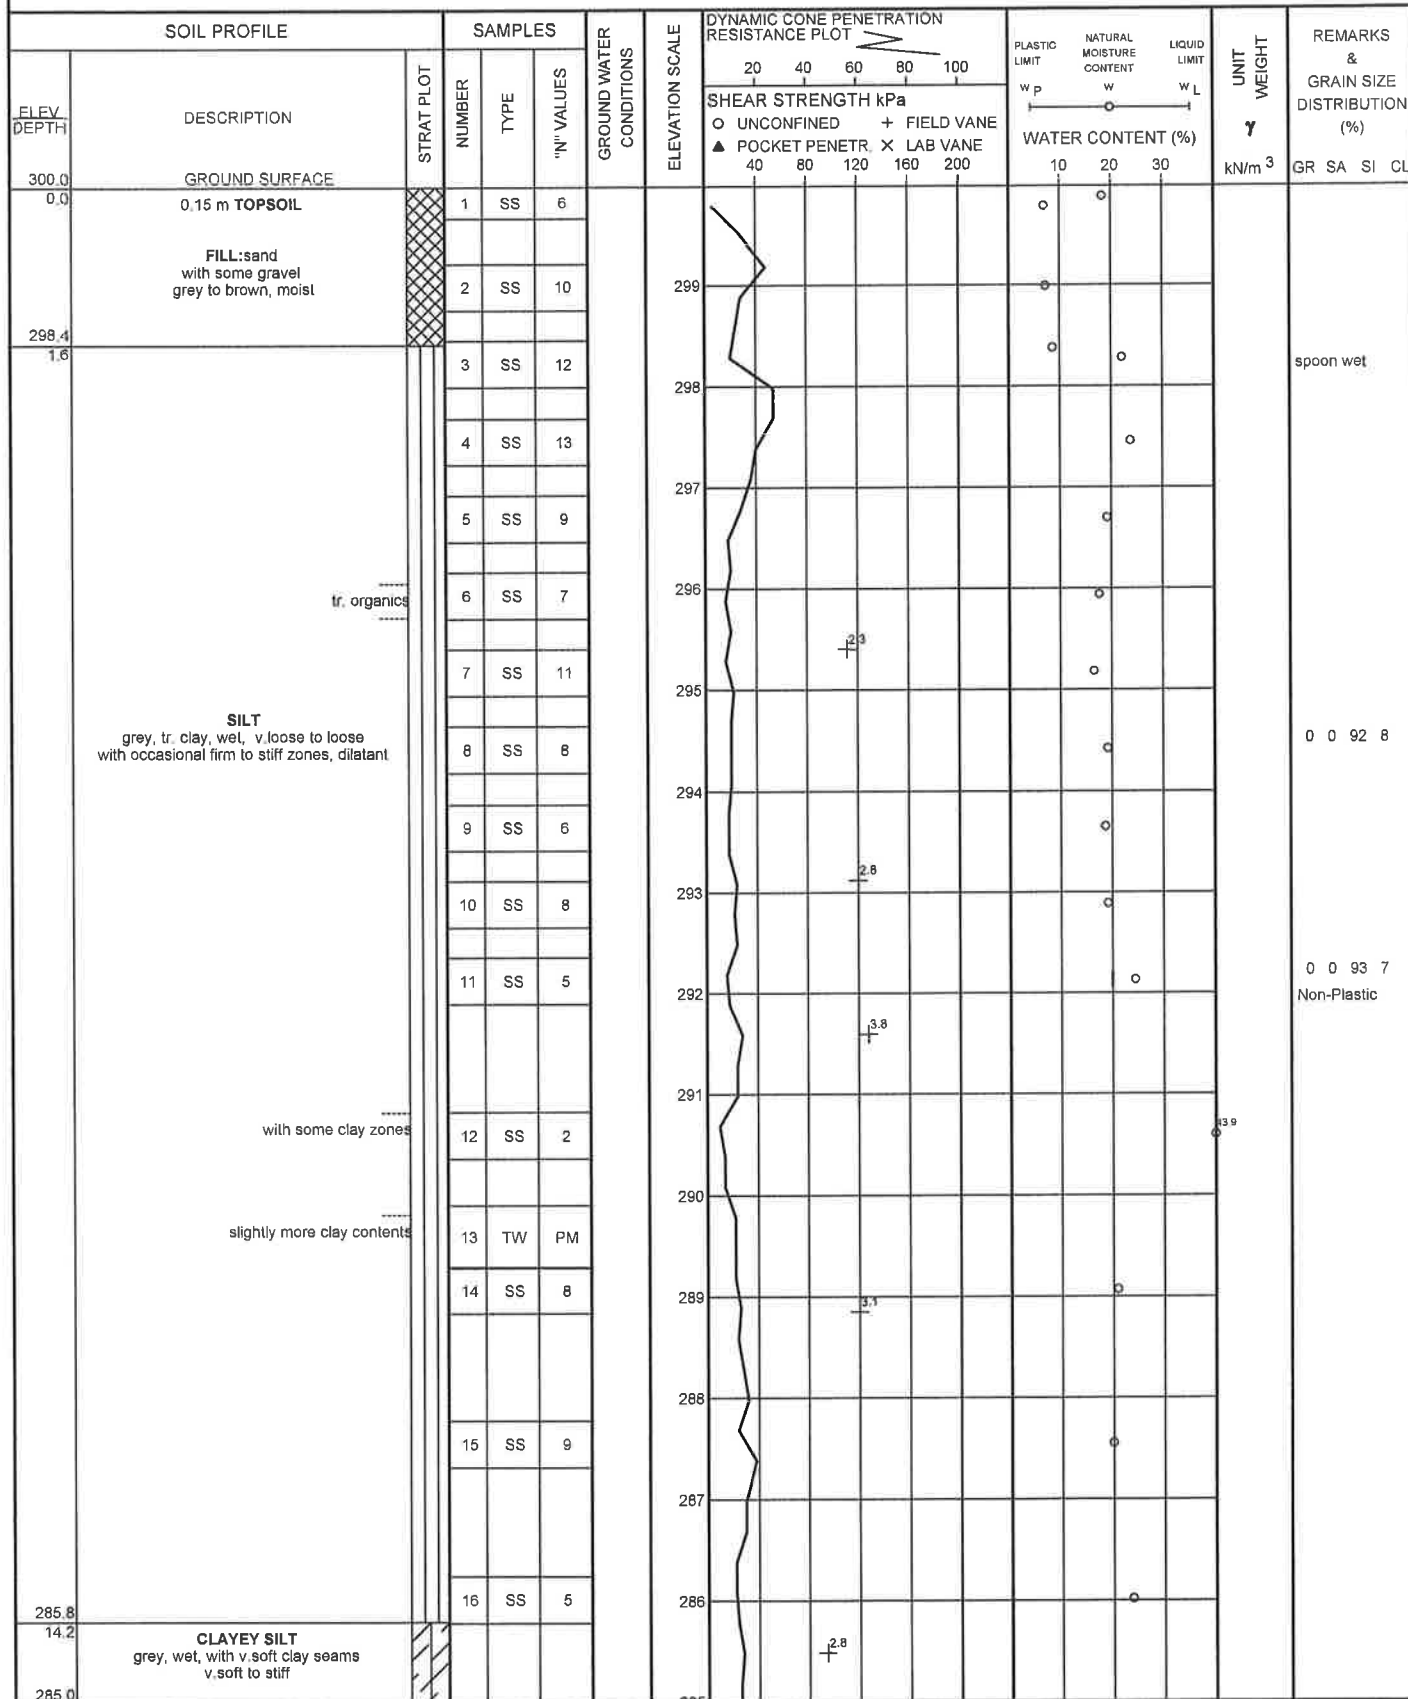 SOIL PROFILE
SAMPLES
GROUND WATER
CONDITIONS
ELEVATION SCALE
DYNAMIC CONE PENETRATION
RESISTANCE PLOT
20 40 60 80 100
SHEAR STRENGTH kPa
O UNCONFINED + FIELD VANE
▲ POCKET PENETR. X LAB VANE
40 80 120 160 200
PLASTIC
LIMIT
NATURAL
MOISTURE
CONTENT
LIQUID
LIMIT
W P
W
W L
WATER CONTENT (%)
10 20 30
UNIT
WEIGHT
γ
kN/m 3
REMARKS
&
GRAIN SIZE
DISTRIBUTION
(%)
GR SA SI CL
ELEV
DEPTH
DESCRIPTION
STRAT PLOT
NUMBER
TYPE
"N" VALUES
300.0
GROUND SURFACE
0.0
0.15 m TOPSOIL
1 SS 6
FILL:sand
with some gravel
grey to brown, moist
2 SS 10
299
298.4
1.6
3 SS 12
spoon wet
298
4 SS 13
297
5 SS 9
296
tr. organics
6 SS 7
2.3
7 SS 11
295
SILT
grey, tr. clay, wet, v.loose to loose
with occasional firm to stiff zones, dilatant
8 SS 8
0 0 92 8
294
9 SS 6
2.8
293
10 SS 8
11 SS 5
0 0 93 7
292
Non-Plastic
3.8
291
with some clay zones
12 SS 2
43.9
290
slightly more clay contents
13 TW PM
14 SS 8
289
3.1
288
15 SS 9
287
16 SS 5
286
285.8
14.2
CLAYEY SILT
grey, wet, with v.soft clay seams
v.soft to stiff
2.8
285.0